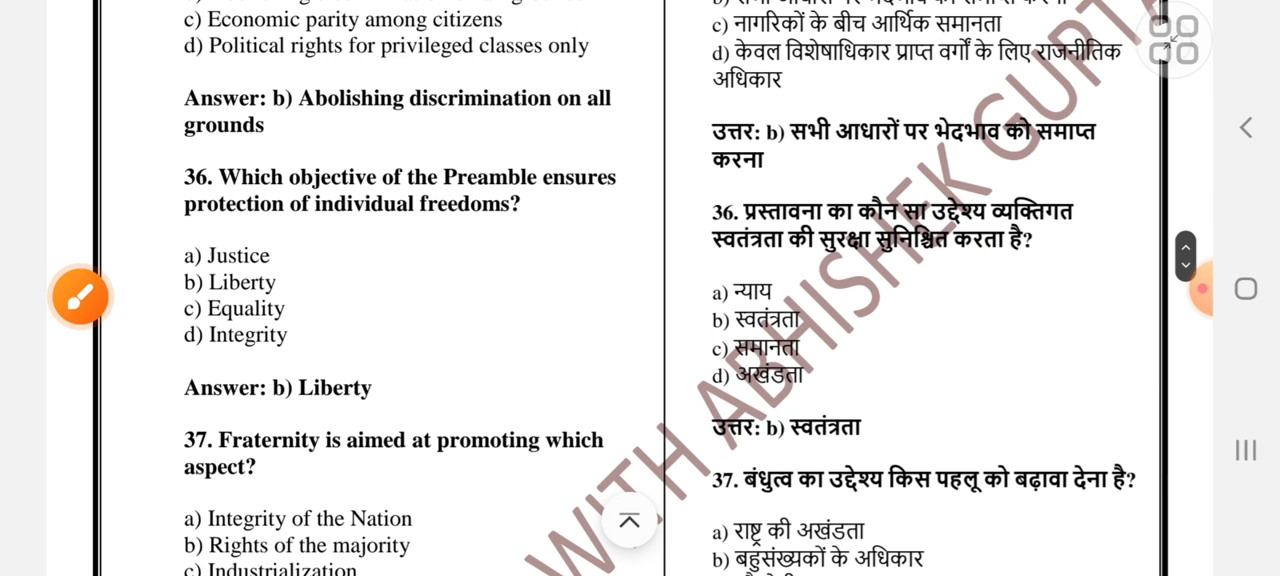 c) Economic parity among citizens
d) Political rights for privileged classes only
Answer: b) Abolishing discrimination on all
grounds
36. Which objective of the Preamble ensures
protection of individual freedoms?
a) Justice
b) Liberty
c) Equality
d) Integrity
Answer: b) Liberty
37. Fraternity is aimed at promoting which
aspect?
a) Integrity of the Nation
b) Rights of the majority
c) Industrialization
c) नागरिकों के बीच आर्थिक समानता
d) केवल विशेषाधिकार प्राप्त वर्गों के लिए राजनीतिक
अधिकार
उत्तर: b) सभी आधारों पर भेदभाव को समाप्त
करना
36. प्रस्तावना का कौन सा उद्देश्य व्यक्तिगत
स्वतंत्रता की सुरक्षा सुनिश्चित करता है?
a) न्याय
b) स्वतंत्रता
c) समानता
d) अखंडता
उत्तर: b) स्वतंत्रता
37. बंधुत्व का उद्देश्य किस पहलू को बढ़ावा देना है?
a) राष्ट्र की अखंडता
b) बहुसंख्यकों के अधिकार
WITH ABHISHEK GUPTA